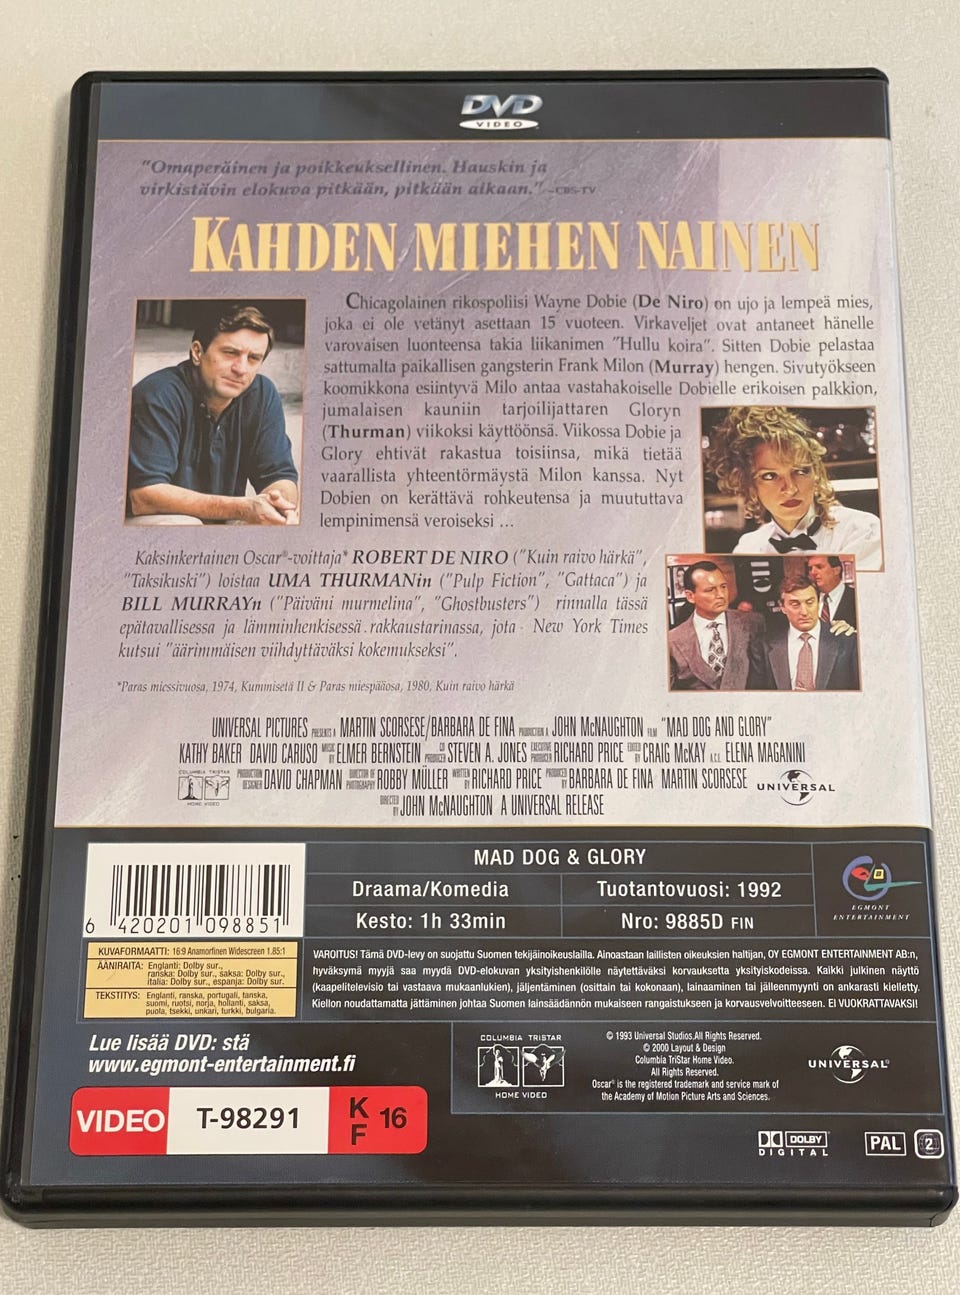 DVD
VIDEO
"Omaperäinen ja poikkeuksellinen. Hauskin ja
virkistävin elokuva pitkään, pitkään aikaan." –CBS-TV
KAHDEN MIEHEN NAINEN
Chicagolainen rikospoliisi Wayne Dobie (De Niro) on ujo ja lempeä mies,
joka ei ole vetänyt asettaan 15 vuoteen. Virkaveljet ovat antaneet hänelle
varovaisen luonteensa takia liikanimen "Hullu koira". Sitten Dobie pelastaa
sattumalta paikallisen gangsterin Frank Milon (Murray) hengen. Sivutyökseen
koomikkona esiintyvä Milo antaa vastahakoiselle Dobielle erikoisen palkkion,
jumalaisen kauniin tarjoilijattaren Gloryn
(Thurman) viikoksi käyttöönsä. Viikossa Dobie ja
Glory ehtivät rakastua toisiinsa, mikä tietää
vaarallista yhteentörmäystä Milon kanssa. Nyt
Dobien on kerättävä rohkeutensa ja muututtava
lempinimensä veroiseksi ...
Kaksinkertainen Oscar®-voittaja* ROBERT DE NIRO ("Kuin raivo härkä",
"Taksikuski") loistaa UMA THURMANin ("Pulp Fiction", "Gattaca") ja
BILL MURRAYn ("Päiväni murmelina", "Ghostbusters") rinnalla tässä
epätavallisessa ja lämminhenkisessä rakkaustarinassa, jota New York Times
kutsui "äärimmäisen viihdyttäväksi kokemukseksi".
*Paras miessivuosa, 1974, Kummisetä II & Paras miespääosa, 1980, Kuin raivo härkä
UNIVERSAL PICTURES PRESENTS A MARTIN SCORSESE/BARBARA DE FINA PRODUCTION A JOHN McNAUGHTON FILM "MAD DOG AND GLORY"
KATHY BAKER DAVID CARUSO MUSIC BY ELMER BERNSTEIN CO PRODUCER STEVEN A. JONES EXECUTIVE PRODUCER RICHARD PRICE EDITED BY CRAIG McKAY A.C.E. ELENA MAGANINI
COLUMBIA TRISTAR HOME VIDEO PRODUCTION DESIGNER DAVID CHAPMAN DIRECTOR OF PHOTOGRAPHY ROBBY MÜLLER WRITTEN BY RICHARD PRICE PRODUCED BY BARBARA DE FINA MARTIN SCORSESE UNIVERSAL
DIRECTED BY JOHN McNAUGHTON A UNIVERSAL RELEASE
6 420201 098851
MAD DOG & GLORY
Draama/Komedia
Tuotantovuosi: 1992
Kesto: 1h 33min
Nro: 9885D FIN
EGMONT
ENTERTAINMENT
KUVAFORMAATTI: 16:9 Anamorfinen Widescreen 1.85:1
ÄÄNIRAITA: Englanti: Dolby sur.,
ranska: Dolby sur., saksa: Dolby sur.,
italia: Dolby sur., espanja: Dolby sur.
TEKSTITYS: Englanti, ranska, portugali, tanska,
suomi, ruotsi, norja, hollanti, saksa,
puola, tsekki, unkari, turkki, bulgaria.
VAROITUS! Tämä DVD-levy on suojattu Suomen tekijäinoikeuslailla. Ainoastaan laillisten oikeuksien haltijan, OY EGMONT ENTERTAINMENT AB:n,
hyväksymä myyjä saa myydä DVD-elokuvan yksityishenkilölle näytettäväksi korvauksetta yksityiskodeissa. Kaikki julkinen näyttö
(kaapelitelevisio tai vastaava mukaanlukien), jäljentäminen (osittain tai kokonaan), lainaaminen tai jälleenmyynti on ankarasti kielletty.
Kiellon noudattamatta jättäminen johtaa Suomen lainsäädännön mukaiseen rangaistukseen ja korvausvelvoitteeseen. EI VUOKRATTAVAKSI!
Lue lisää DVD: stä
www.egmont-entertainment.fi
COLUMBIA TRISTAR
HOME VIDEO
© 1993 Universal Studios.All Rights Reserved.
© 2000 Layout & Design
Columbia TriStar Home Video.
All Rights Reserved.
Oscar® is the registered trademark and service mark of
the Academy of Motion Picture Arts and Sciences.
UNIVERSAL®
VIDEO T-98291 K F 16
DOLBY
DIGITAL
PAL
2